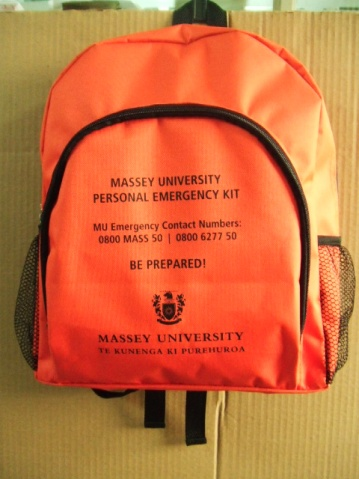 MASSEY UNIVERSITY
PERSONAL EMERGENCY KIT
MU Emergency Contact Numbers:
0800 MASS 50 | 0800 6277 50
BE PREPARED!
MASSEY UNIVERSITY
TE KUNENGA KI PUREHUROA